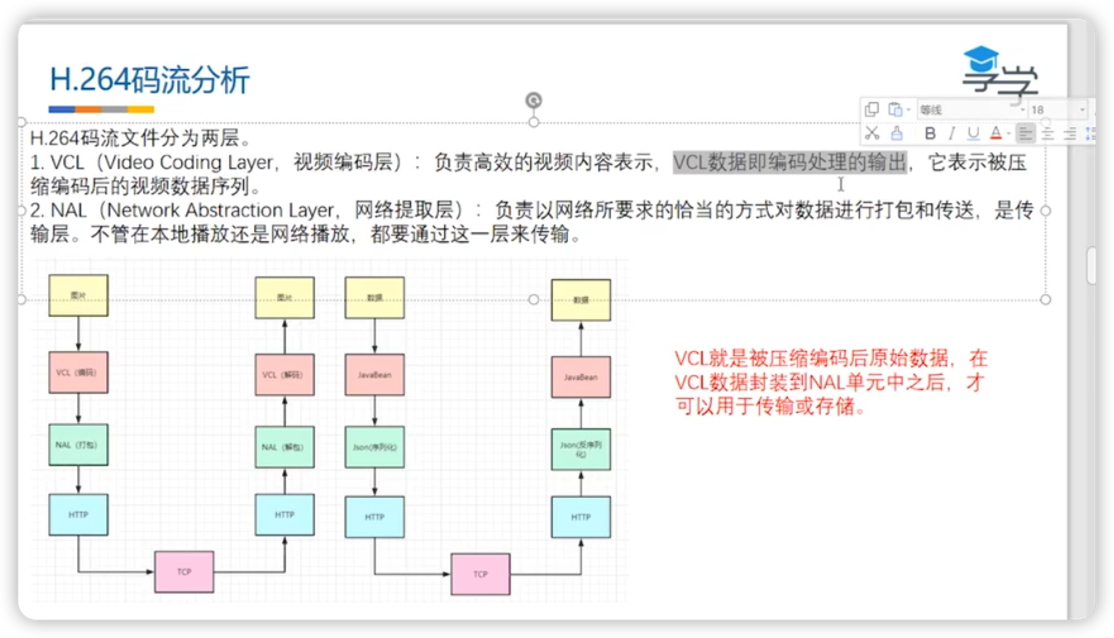 H.264码流分析
享学
等线
18
B I U A
H.264码流文件分为两层。
1. VCL（Video Coding Layer，视频编码层）：负责高效的视频内容表示，VCL数据即编码处理的输出，它表示被压
缩编码后的视频数据序列。
2. NAL（Network Abstraction Layer，网络提取层）：负责以网络所要求的恰当的方式对数据进行打包和传送，是传
输层。不管在本地播放还是网络播放，都要通过这一层来传输。
图片
图片
数据
数据
VCL（编码）
VCL（解码）
JavaBean
JavaBean
NAL（打包）
NAL（解包）
Json(序列化)
Json(反序列
化)
HTTP
HTTP
HTTP
HTTP
TCP
TCP
VCL就是被压缩编码后原始数据，在
VCL数据封装到NAL单元中之后，才
可以用于传输或存储。